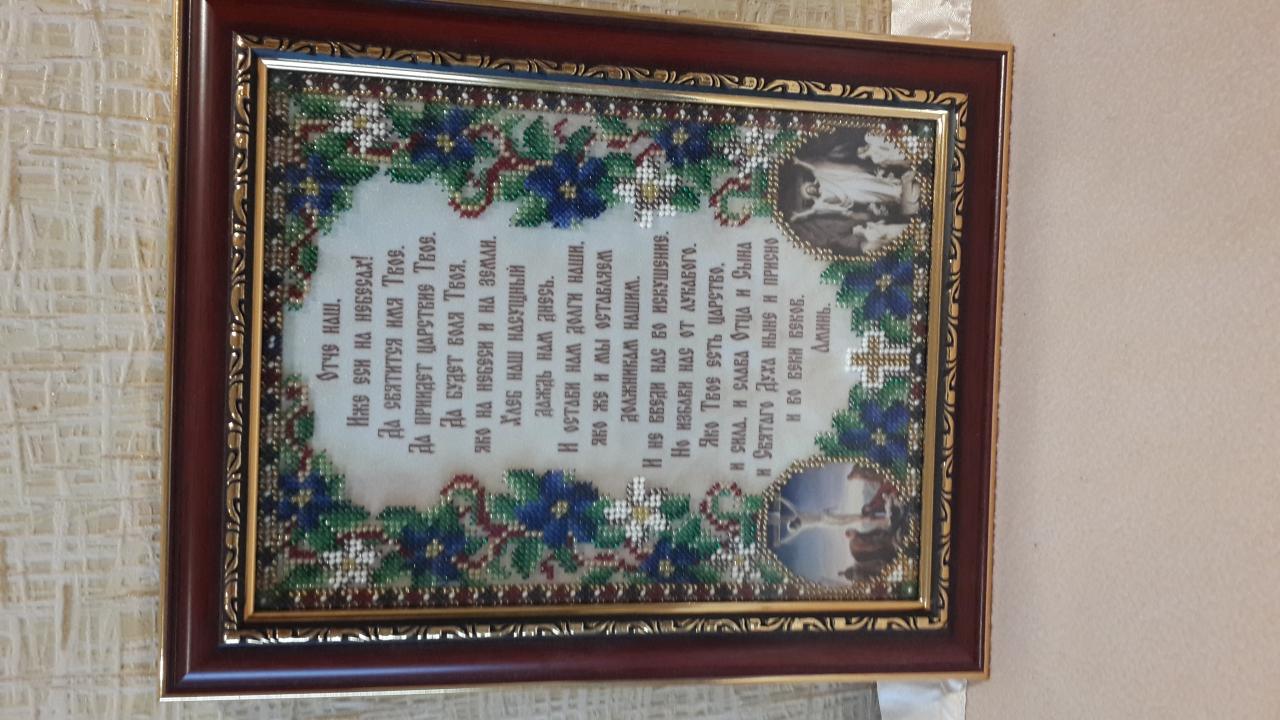 Отче наш,
Иже еси на небесах!
Да святится имя Твое.
Да приидет царствие Твое.
Да будет воля Твоя,
яко на небеси и на земли.
Хлеб наш насущный
даждь нам днесь.
И остави нам долги наши,
яко же и мы оставляем
должникам нашим.
И не введи нас во искушение.
Но избави нас от лукавого.
Яко Твое есть царство,
и сила, и слава Отца и Сына
и Святаго Духа ныне и присно
и во веки веков.
Аминь.